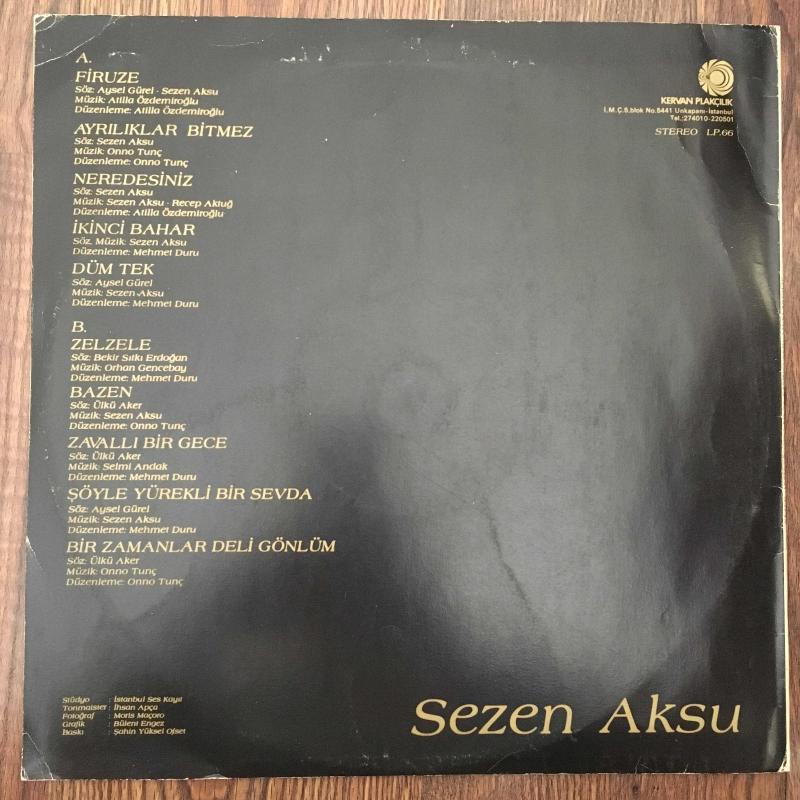 A.
FİRUZE
Söz: Aysel Gürel - Sezen Aksu
Müzik: Atilla Özdemiroğlu
Düzenleme: Atilla Özdemiroğlu
AYRILIKLAR BİTMEZ
Söz: Sezen Aksu
Müzik: Onno Tunç
Düzenleme: Onno Tunç
NEREDESİNİZ
Söz: Sezen Aksu
Müzik: Sezen Aksu - Recep Aktuğ
Düzenleme: Atilla Özdemiroğlu
İKİNCİ BAHAR
Söz, Müzik: Sezen Aksu
Düzenleme: Mehmet Duru
DÜM TEK
Söz: Aysel Gürel
Müzik: Sezen Aksu
Düzenleme: Mehmet Duru
B.
ZELZELE
Söz: Bekir Sıtkı Erdoğan
Müzik: Orhan Gencebay
Düzenleme: Mehmet Duru
BAZEN
Söz: Ülkü Aker
Müzik: Sezen Aksu
Düzenleme: Onno Tunç
ZAVALLI BİR GECE
Söz: Ülkü Aker
Müzik: Selmi Andak
Düzenleme: Mehmet Duru
ŞÖYLE YÜREKLİ BİR SEVDA
Söz: Aysel Gürel
Müzik: Sezen Aksu
Düzenleme: Mehmet Duru
BİR ZAMANLAR DELİ GÖNLÜM
Söz: Ülkü Aker
Müzik: Onno Tunç
Düzenleme: Onno Tunç
KERVAN PLAKÇILIK
İ.M.Ç.5.blok No.5441 Unkapanı-İstanbul
Tel.:274010-220501
STEREO LP.66
Stüdyo : İstanbul Ses Kayıt
Tonmaister : İhsan Apça
Fotoğraf : Moris Maçoro
Grafik : Bülent Engez
Baskı : Şahin Yüksel Ofset
Sezen Aksu